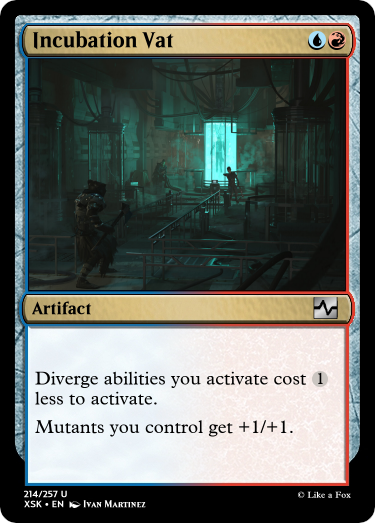 Incubation Vat
Artifact
Diverge abilities you activate cost 1
less to activate.
Mutants you control get +1/+1.
214/257 U
XSK • EN Ivan Martinez
© Like a Fox